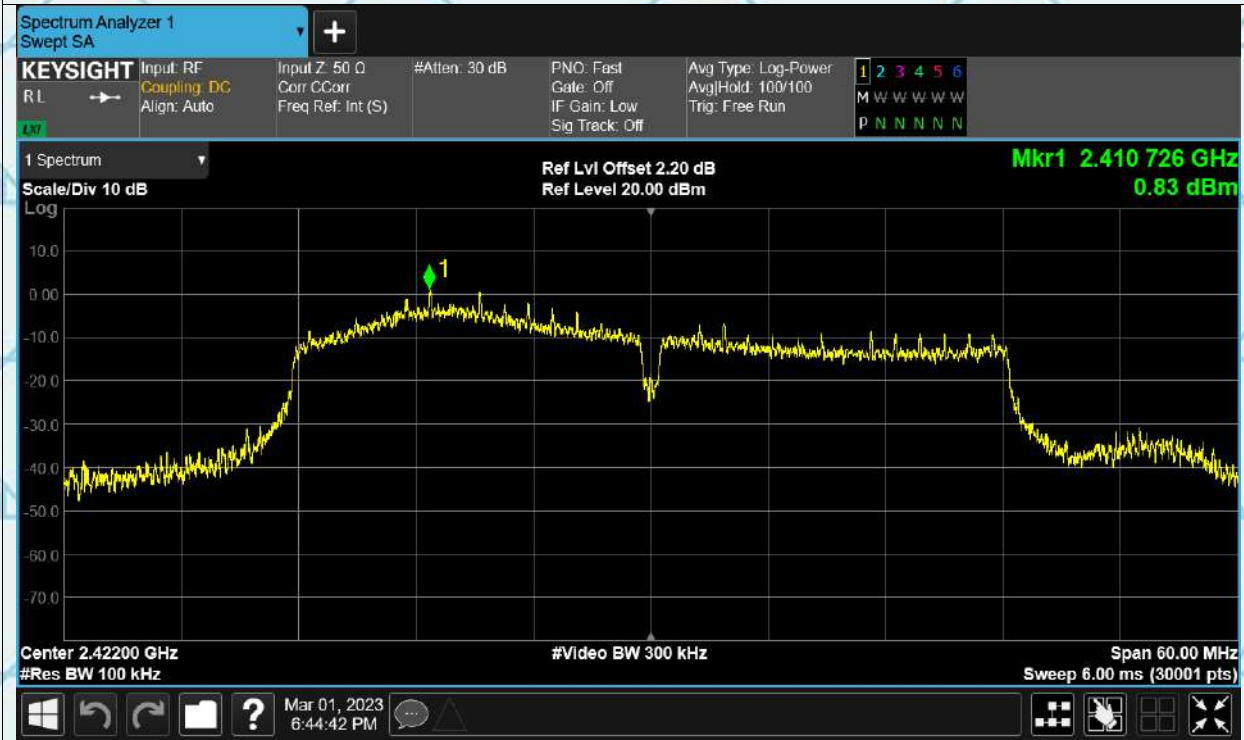 Spectrum Analyzer 1
Swept SA
+
KEYSIGHT
RL
LXI
Input: RF
Coupling: DC
Align: Auto
Input Z: 50 Ω
Corr CCorr
Freq Ref: Int (S)
#Atten: 30 dB
PNO: Fast
Gate: Off
IF Gain: Low
Sig Track: Off
Avg Type: Log-Power
Avg|Hold: 100/100
Trig: Free Run
1 2 3 4 5 6
M W W W W W
P N N N N N
1 Spectrum
Scale/Div 10 dB
Log
Ref Lvl Offset 2.20 dB
Ref Level 20.00 dBm
Mkr1 2.410 726 GHz
0.83 dBm
1
10.0
0.00
-10.0
-20.0
-30.0
-40.0
-50.0
-60.0
-70.0
Center 2.42200 GHz
#Res BW 100 kHz
#Video BW 300 kHz
Span 60.00 MHz
Sweep 6.00 ms (30001 pts)
?
Mar 01, 2023
6:44:42 PM